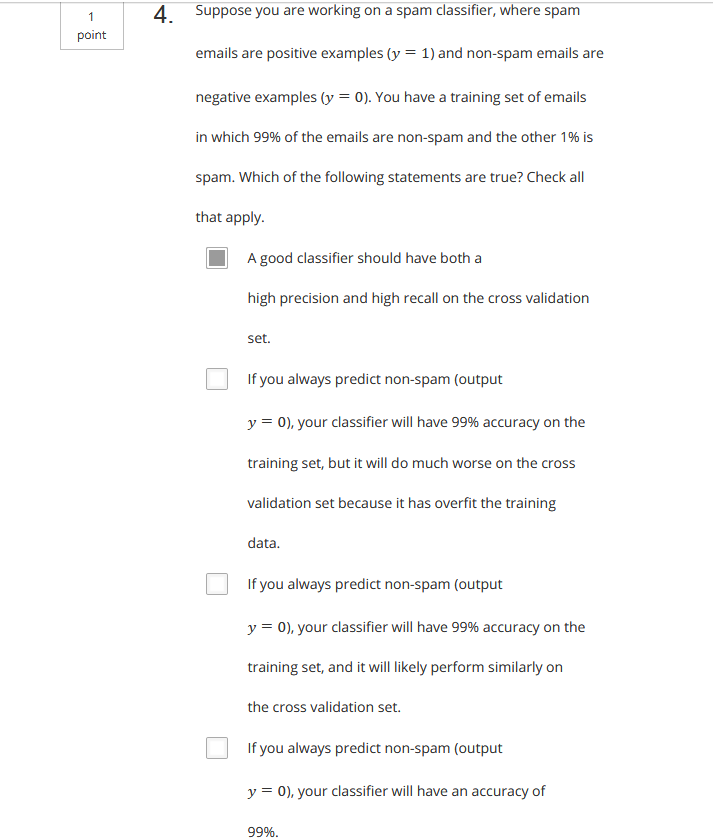 1
point
4.
Suppose you are working on a spam classifier, where spam
emails are positive examples (y = 1) and non-spam emails are
negative examples (y = 0). You have a training set of emails
in which 99% of the emails are non-spam and the other 1% is
spam. Which of the following statements are true? Check all
that apply.
A good classifier should have both a
high precision and high recall on the cross validation
set.
If you always predict non-spam (output
y = 0), your classifier will have 99% accuracy on the
training set, but it will do much worse on the cross
validation set because it has overfit the training
data.
If you always predict non-spam (output
y = 0), your classifier will have 99% accuracy on the
training set, and it will likely perform similarly on
the cross validation set.
If you always predict non-spam (output
y = 0), your classifier will have an accuracy of
99%.